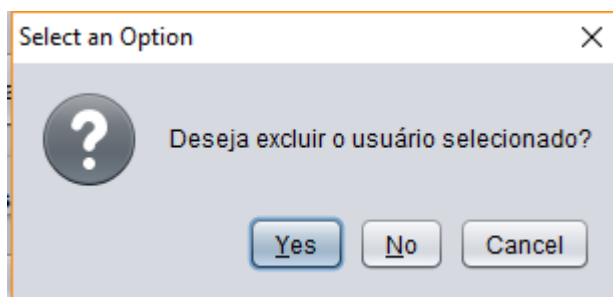 Select an Option
Deseja excluir o usuário selecionado?
Yes No Cancel